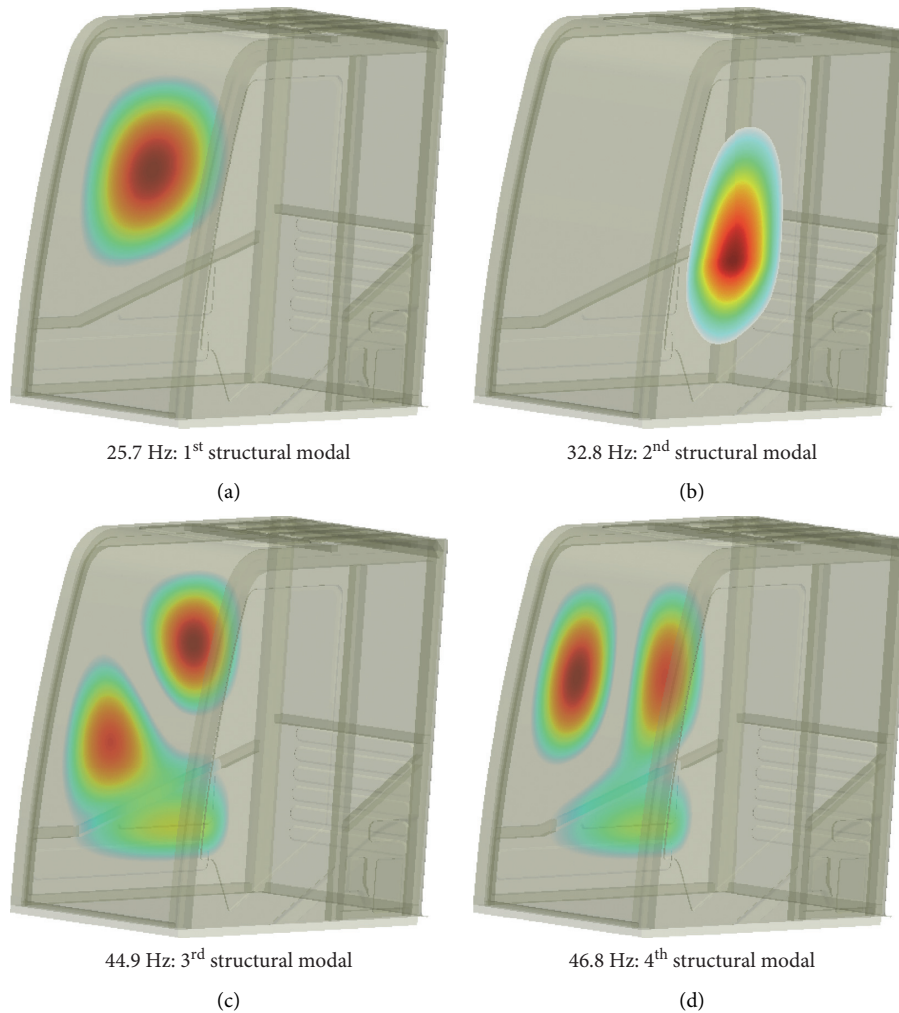 25.7 Hz: 1st structural modal
32.8 Hz: 2nd structural modal
(a)
(b)
44.9 Hz: 3rd structural modal
46.8 Hz: 4th structural modal
(c)
(d)